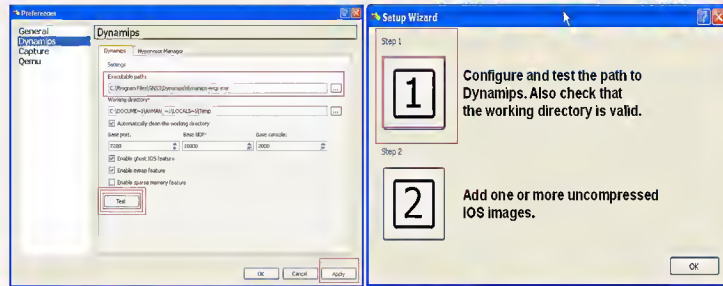 Preferences
General
Dynamips
Capture
Qemu
Dynamips
Dynamips Hypervisor Manager
Settings
Executable path:
Working directory:
Automatically clean the working directory
Base port:
Base UDP:
Base console:
7200
10000
2000
Enable ghost IOS feature
Enable mmap feature
Enable sparse memory feature
Test
OK
Cancel
Apply
Setup Wizard
Step 1
1
Configure and test the path to
Dynamips. Also check that
the working directory is valid.
Step 2
2
Add one or more uncompressed
IOS images.
OK